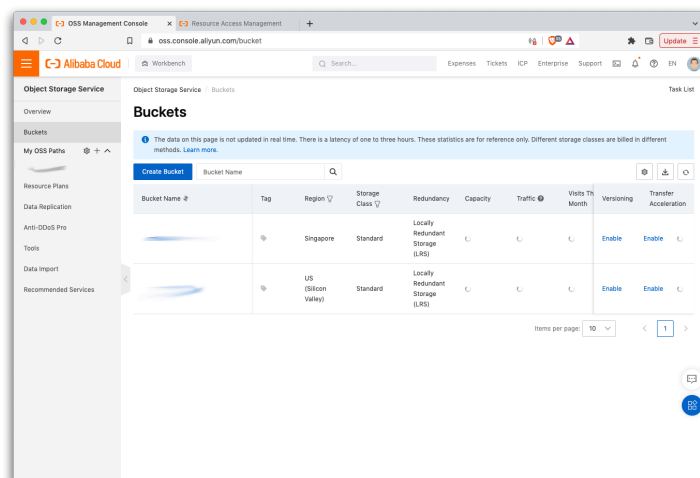 OSS Management Console
Resource Access Management
oss.console.aliyun.com/bucket
Update
Alibaba Cloud
Workbench
Search...
Expenses Tickets ICP Enterprise Support EN
Object Storage Service
Object Storage Service / Buckets
Task List
Overview
Buckets
Buckets
My OSS Paths
The data on this page is not updated in real time. There is a latency of one to three hours. These statistics are for reference only. Different storage classes are billed in different
methods. Learn more.
Create Bucket
Bucket Name
Resource Plans
Data Replication
Anti-DDoS Pro
Tools
Data Import
Recommended Services
Bucket Name Tag Region Storage Class Redundancy Capacity Traffic Visits Th Month Versioning Transfer Acceleration
Singapore Standard Locally Redundant Storage (LRS) Enable Enable
US (Silicon Valley) Standard Locally Redundant Storage (LRS) Enable Enable
Items per page: 10
1